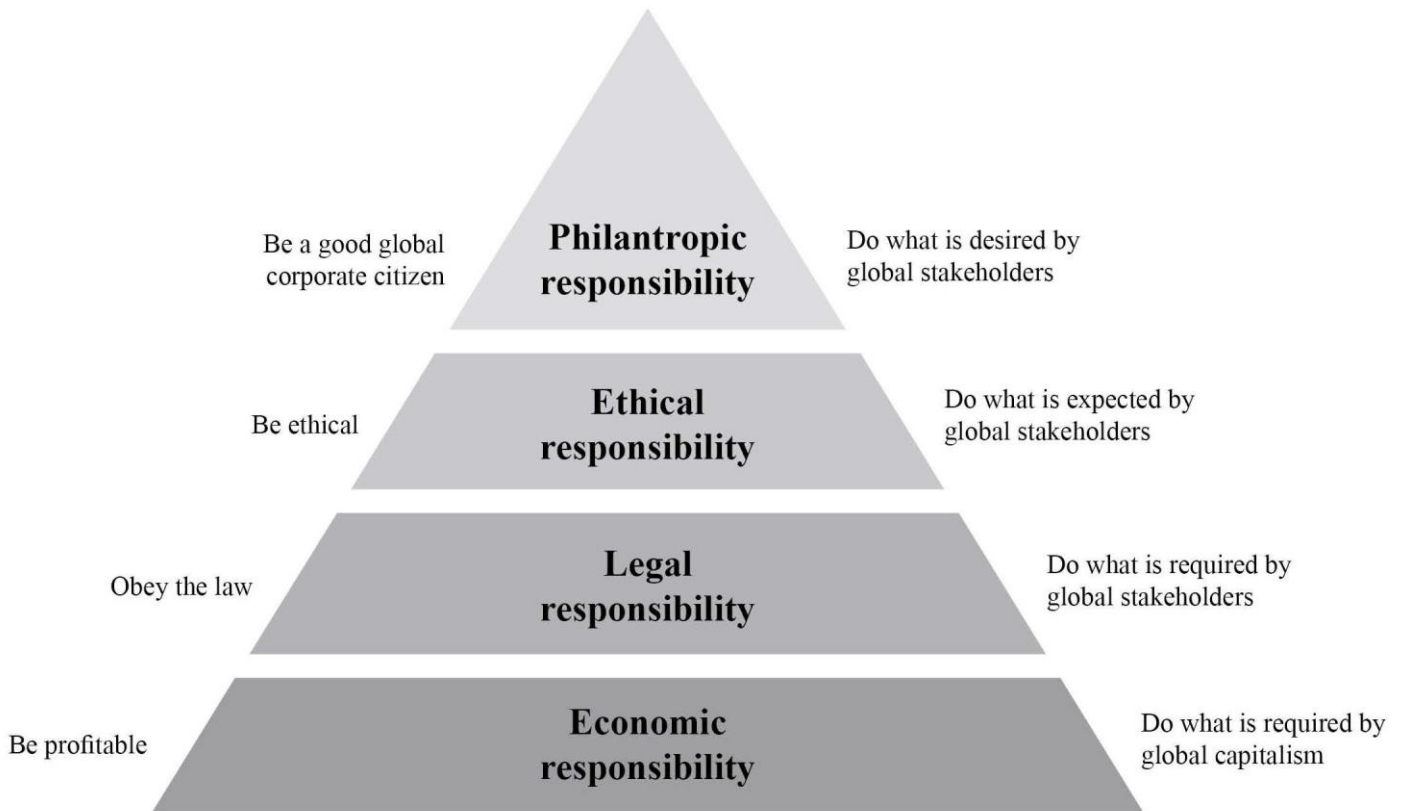 Be a good global
corporate citizen
Philantropic
responsibility
Do what is desired by
global stakeholders
Be ethical
Ethical
responsibility
Do what is expected by
global stakeholders
Obey the law
Legal
responsibility
Do what is required by
global stakeholders
Be profitable
Economic
responsibility
Do what is required by
global capitalism